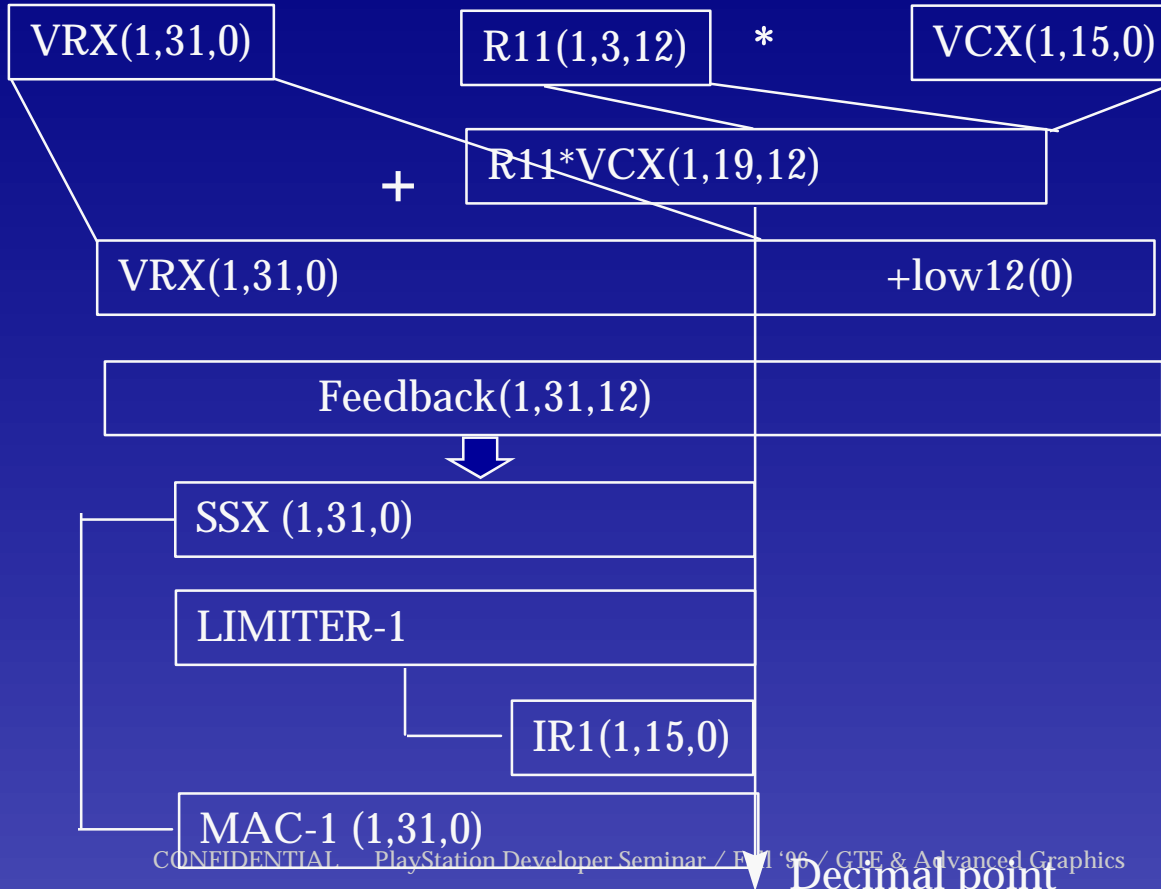 VRX(1,31,0) R11(1,3,12) * VCX(1,15,0)
+ R11*VCX(1,19,12)
VRX(1,31,0) +low12(0)
Feedback(1,31,12)
SSX (1,31,0)
LIMITER-1
IR1(1,15,0)
MAC-1 (1,31,0)
CONFIDENTIAL PlayStation Developer Seminar / Fall ‘96 / GTE & Advanced Graphics
Decimal point